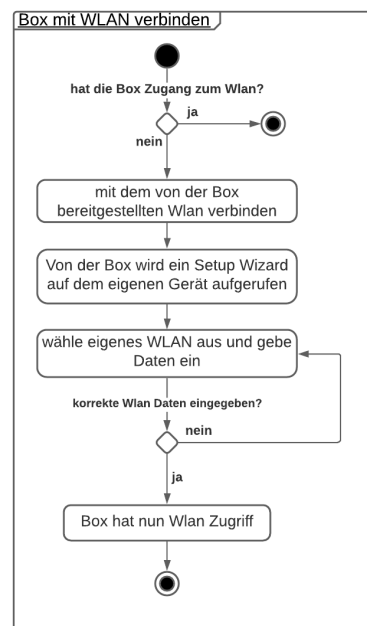 Box mit WLAN verbinden
hat die Box Zugang zum Wlan?
ja
nein
mit dem von der Box
bereitgestellten Wlan verbinden
Von der Box wird ein Setup Wizard
auf dem eigenen Gerät aufgerufen
wähle eigenes WLAN aus und gebe
Daten ein
korrekte Wlan Daten eingegeben?
nein
ja
Box hat nun Wlan Zugriff